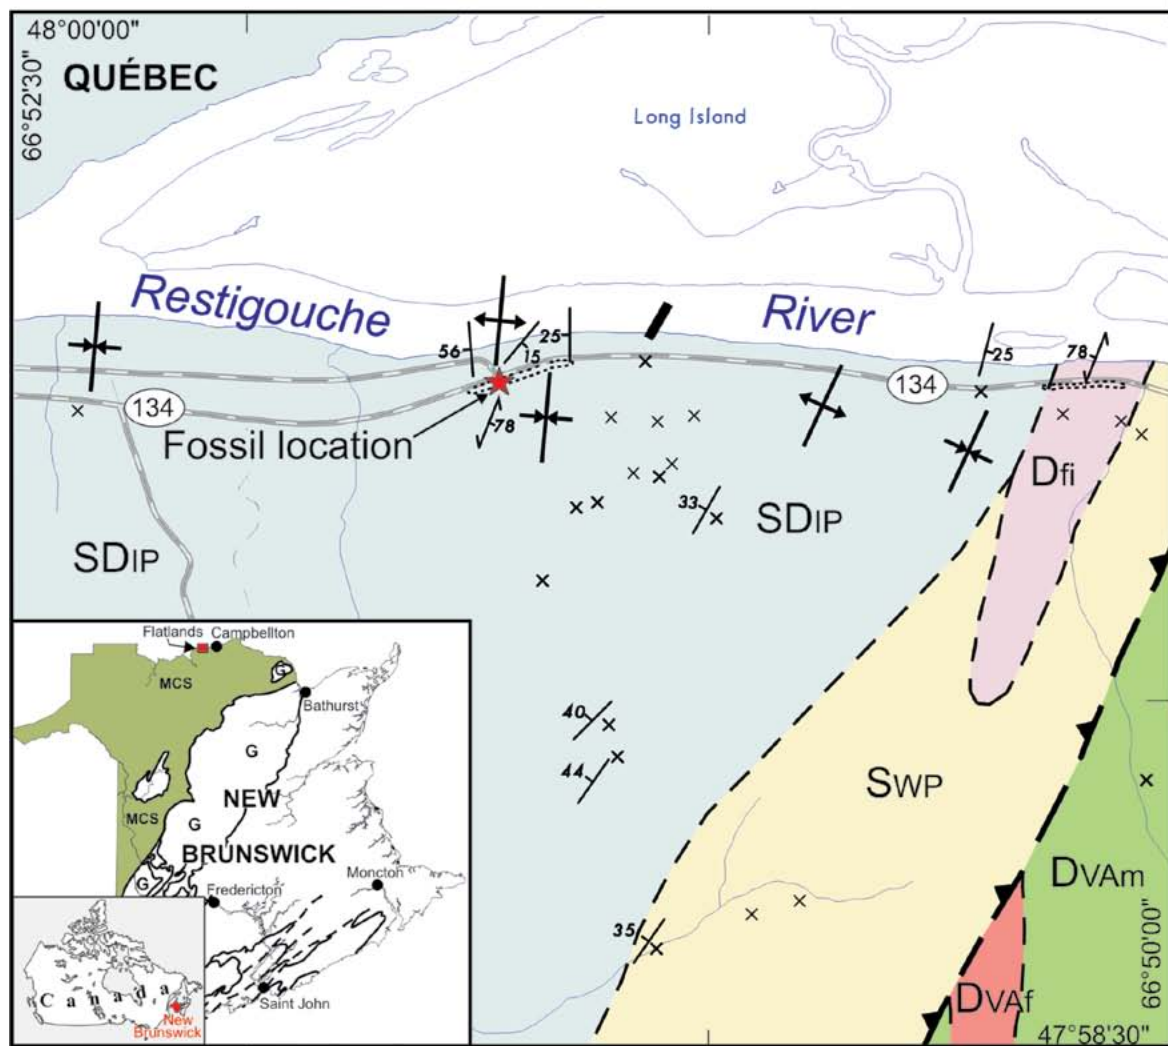 48°00'00"
66°52'30"
QUÉBEC
Long Island
Restigouche
River
56
15
25
25
78
134
134
78
Fossil location
Dfi
33
SDIP
SDIP
40
44
SWP
35
DVAm
DVAf
66°50'00"
47°58'30"
Flatlands
Campbellton
MCS
G
Bathurst
G
NEW
MCS
G
BRUNSWICK
Moncton
G
Fredericton
Saint John
Canada
New
Brunswick